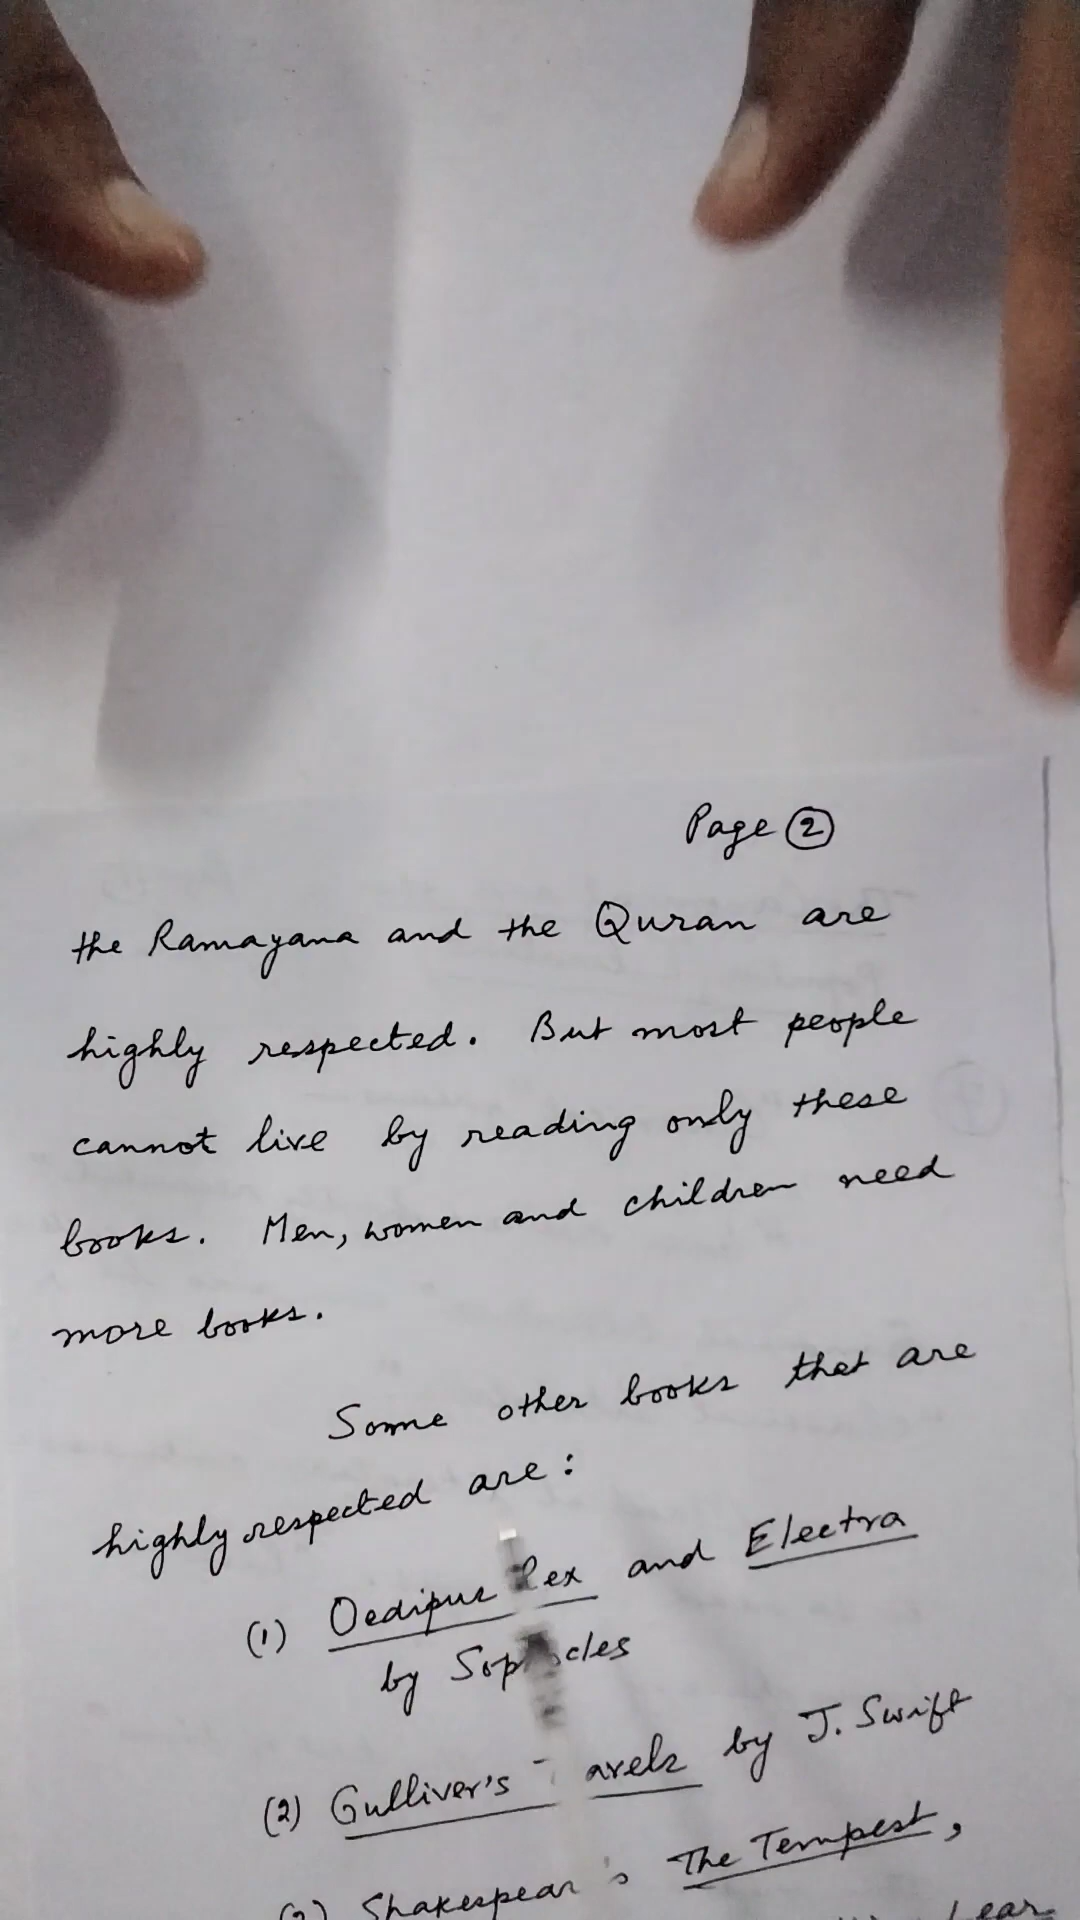 Page 2
the Ramayana and the Quran are
highly respected. But most people
cannot live by reading only these
books. Men, women and children need
more books.
Some other books that are
highly respected are:
(1) Oedipus Rex and Electra
by Sophocles
(2) Gulliver's Travels by J. Swift
Shakespear's The Tempest,
Lear